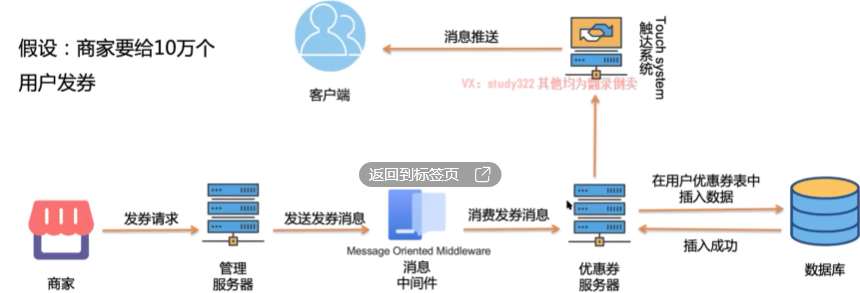 假设：商家要给10万个
用户发券
消息推送
Touch system
触达系统
VX：study322 其他均为翻录倒卖
客户端
返回到标签页
在用户优惠券表中
插入数据
发券请求
发送发券消息
消费发券消息
插入成功
Message Oriented Middleware
商家
管理
服务器
消息
中间件
优惠券
服务器
数据库